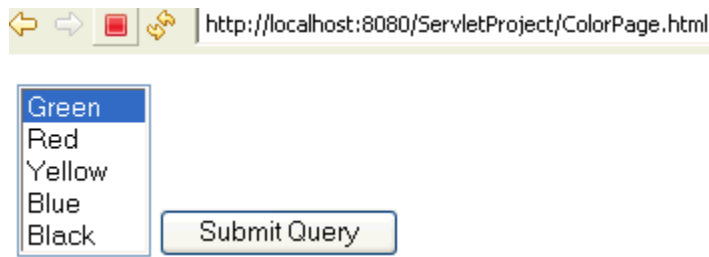 http://localhost:8080/ServletProject/ColorPage.html
Green
Red
Yellow
Blue
Black
Submit Query